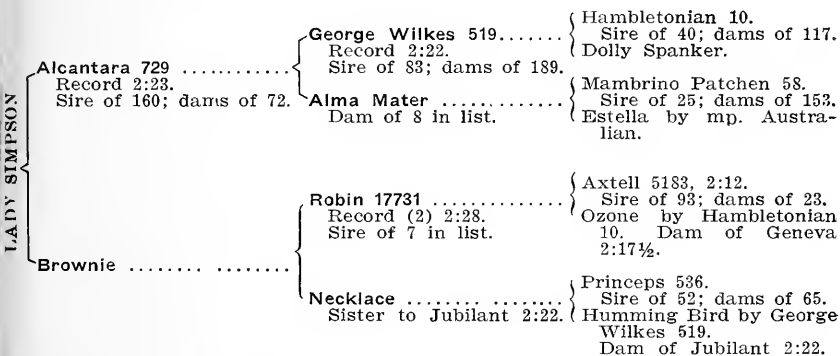 LADY SIMPSON
Alcantara 729 ............
Record 2:23.
Sire of 160; dams of 72.
George Wilkes 519.......
Record 2:22.
Sire of 83; dams of 189.
Hambletonian 10.
Sire of 40; dams of 117.
Dolly Spanker.
Alma Mater .............
Dam of 8 in list.
Mambrino Patchen 58.
Sire of 25; dams of 153.
Estella by mp. Austra-
lian.
Brownie ........ ........
Robin 17731 ..............
Record (2) 2:28.
Sire of 7 in list.
Axtell 5183, 2:12.
Sire of 93; dams of 23.
Ozone by Hambletonian
10. Dam of Geneva
2:17½.
Necklace ........ ........
Sister to Jubilant 2:22.
Princeps 536.
Sire of 52; dams of 65.
Humming Bird by George
Wilkes 519.
Dam of Jubilant 2:22.